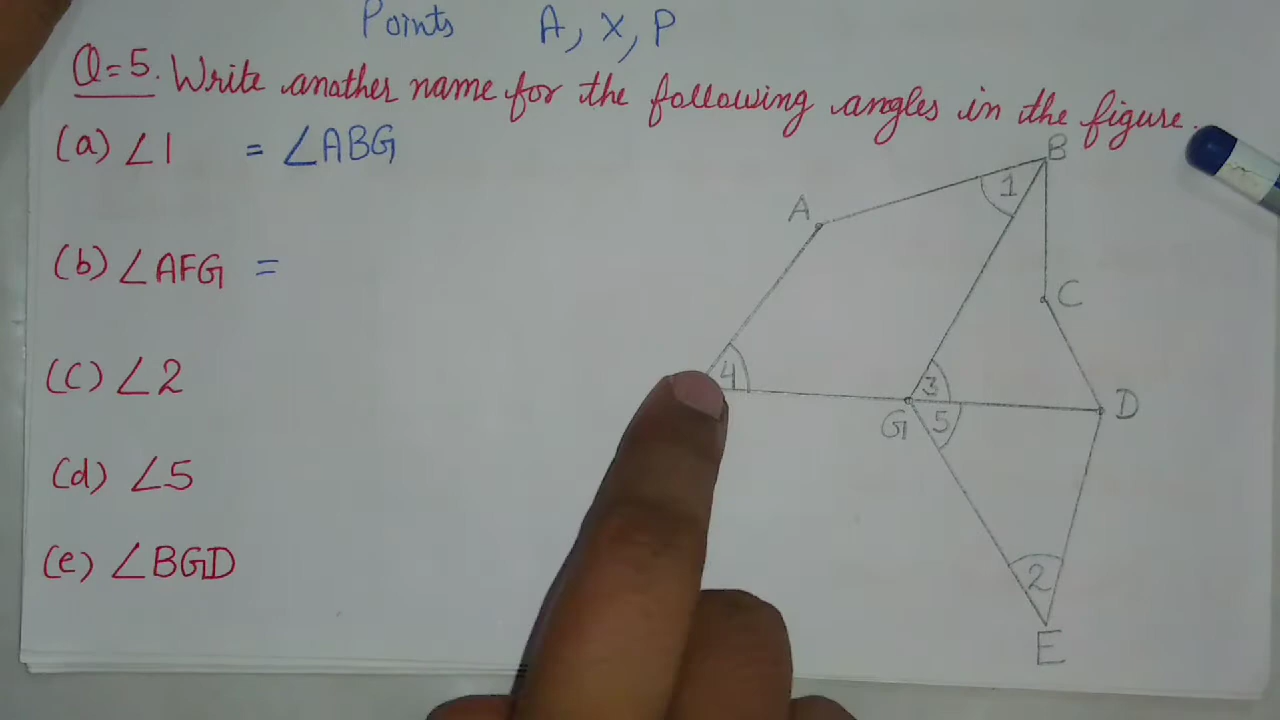 Points A, X, P
Q=5. Write another name for the following angles in the figure.
(a) ∠1 = ∠ABG
(b) ∠AFG =
(c) ∠2
(d) ∠5
(e) ∠BGD
B
1
A
C
4
3
G
5
D
2
E